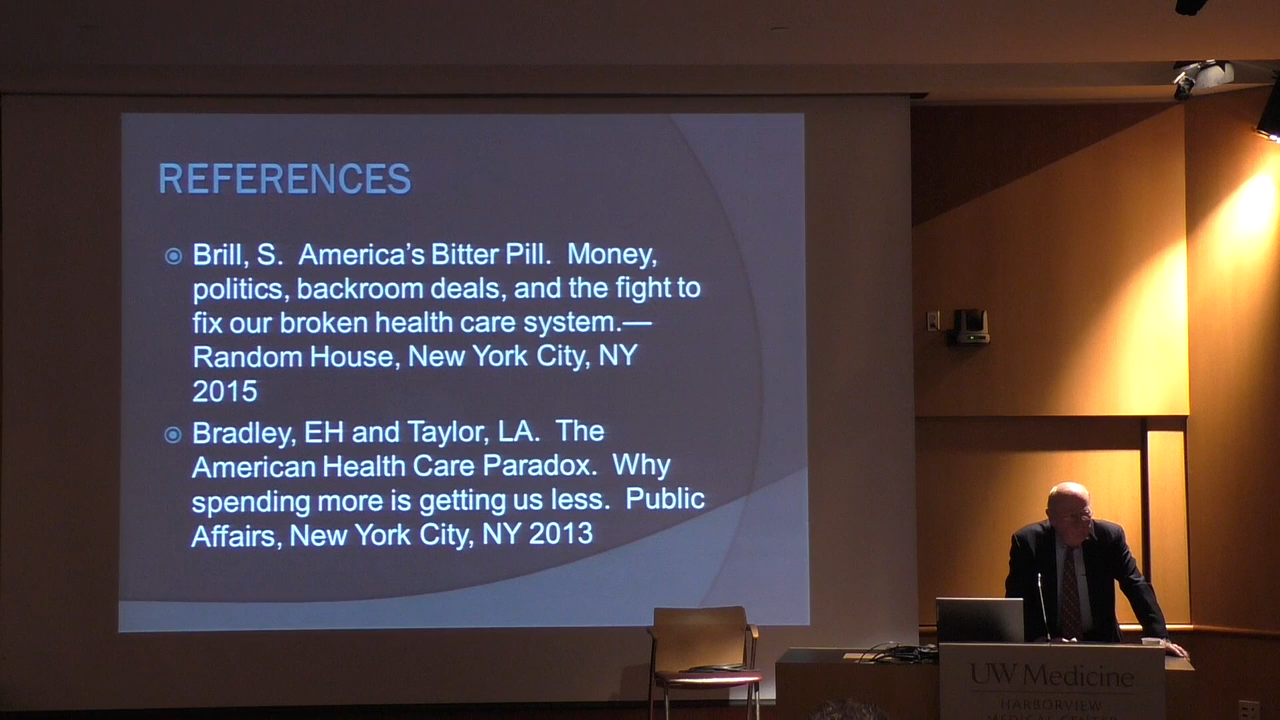 REFERENCES
Brill, S. America's Bitter Pill. Money,
politics, backroom deals, and the fight to
fix our broken health care system.—
Random House, New York City, NY
2015
Bradley, EH and Taylor, LA. The
American Health Care Paradox. Why
spending more is getting us less. Public
Affairs, New York City, NY 2013
UW Medicine
HARBORVIEW
MEDICAL CENTER